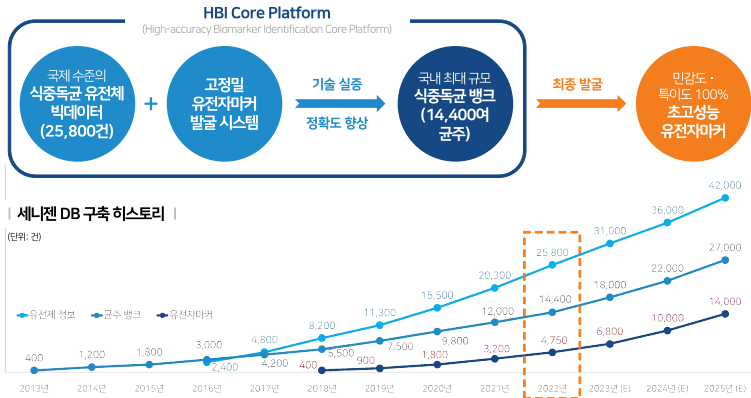 HBI Core Platform
(High-accuracy Biomarker Identification Core Platform)
국제 수준의
식중독균 유전체
빅데이터
(25,800건)
+
고정밀
유전자마커
발굴 시스템
기술 실증
정확도 향상
국내 최대 규모
식중독균 뱅크
(14,400여
균주)
최종 발굴
민감도·
특이도 100%
초고성능
유전자마커
| 세니젠 DB 구축 히스토리 |
(단위: 건)
유전체 정보 균주 뱅크 유전자마커
42,000
36,000
31,000
25,800
20,300
15,500
11,300
8,200
4,800
2,400
27,000
22,000
18,000
14,400
12,000
9,800
7,500
5,500
4,200
3,000
1,800
1,200
400
14,000
10,000
6,800
4,750
3,200
1,800
900
400
2013년 2014년 2015년 2016년 2017년 2018년 2019년 2020년 2021년 2022년 2023년 (E) 2024년 (E) 2025년 (E)